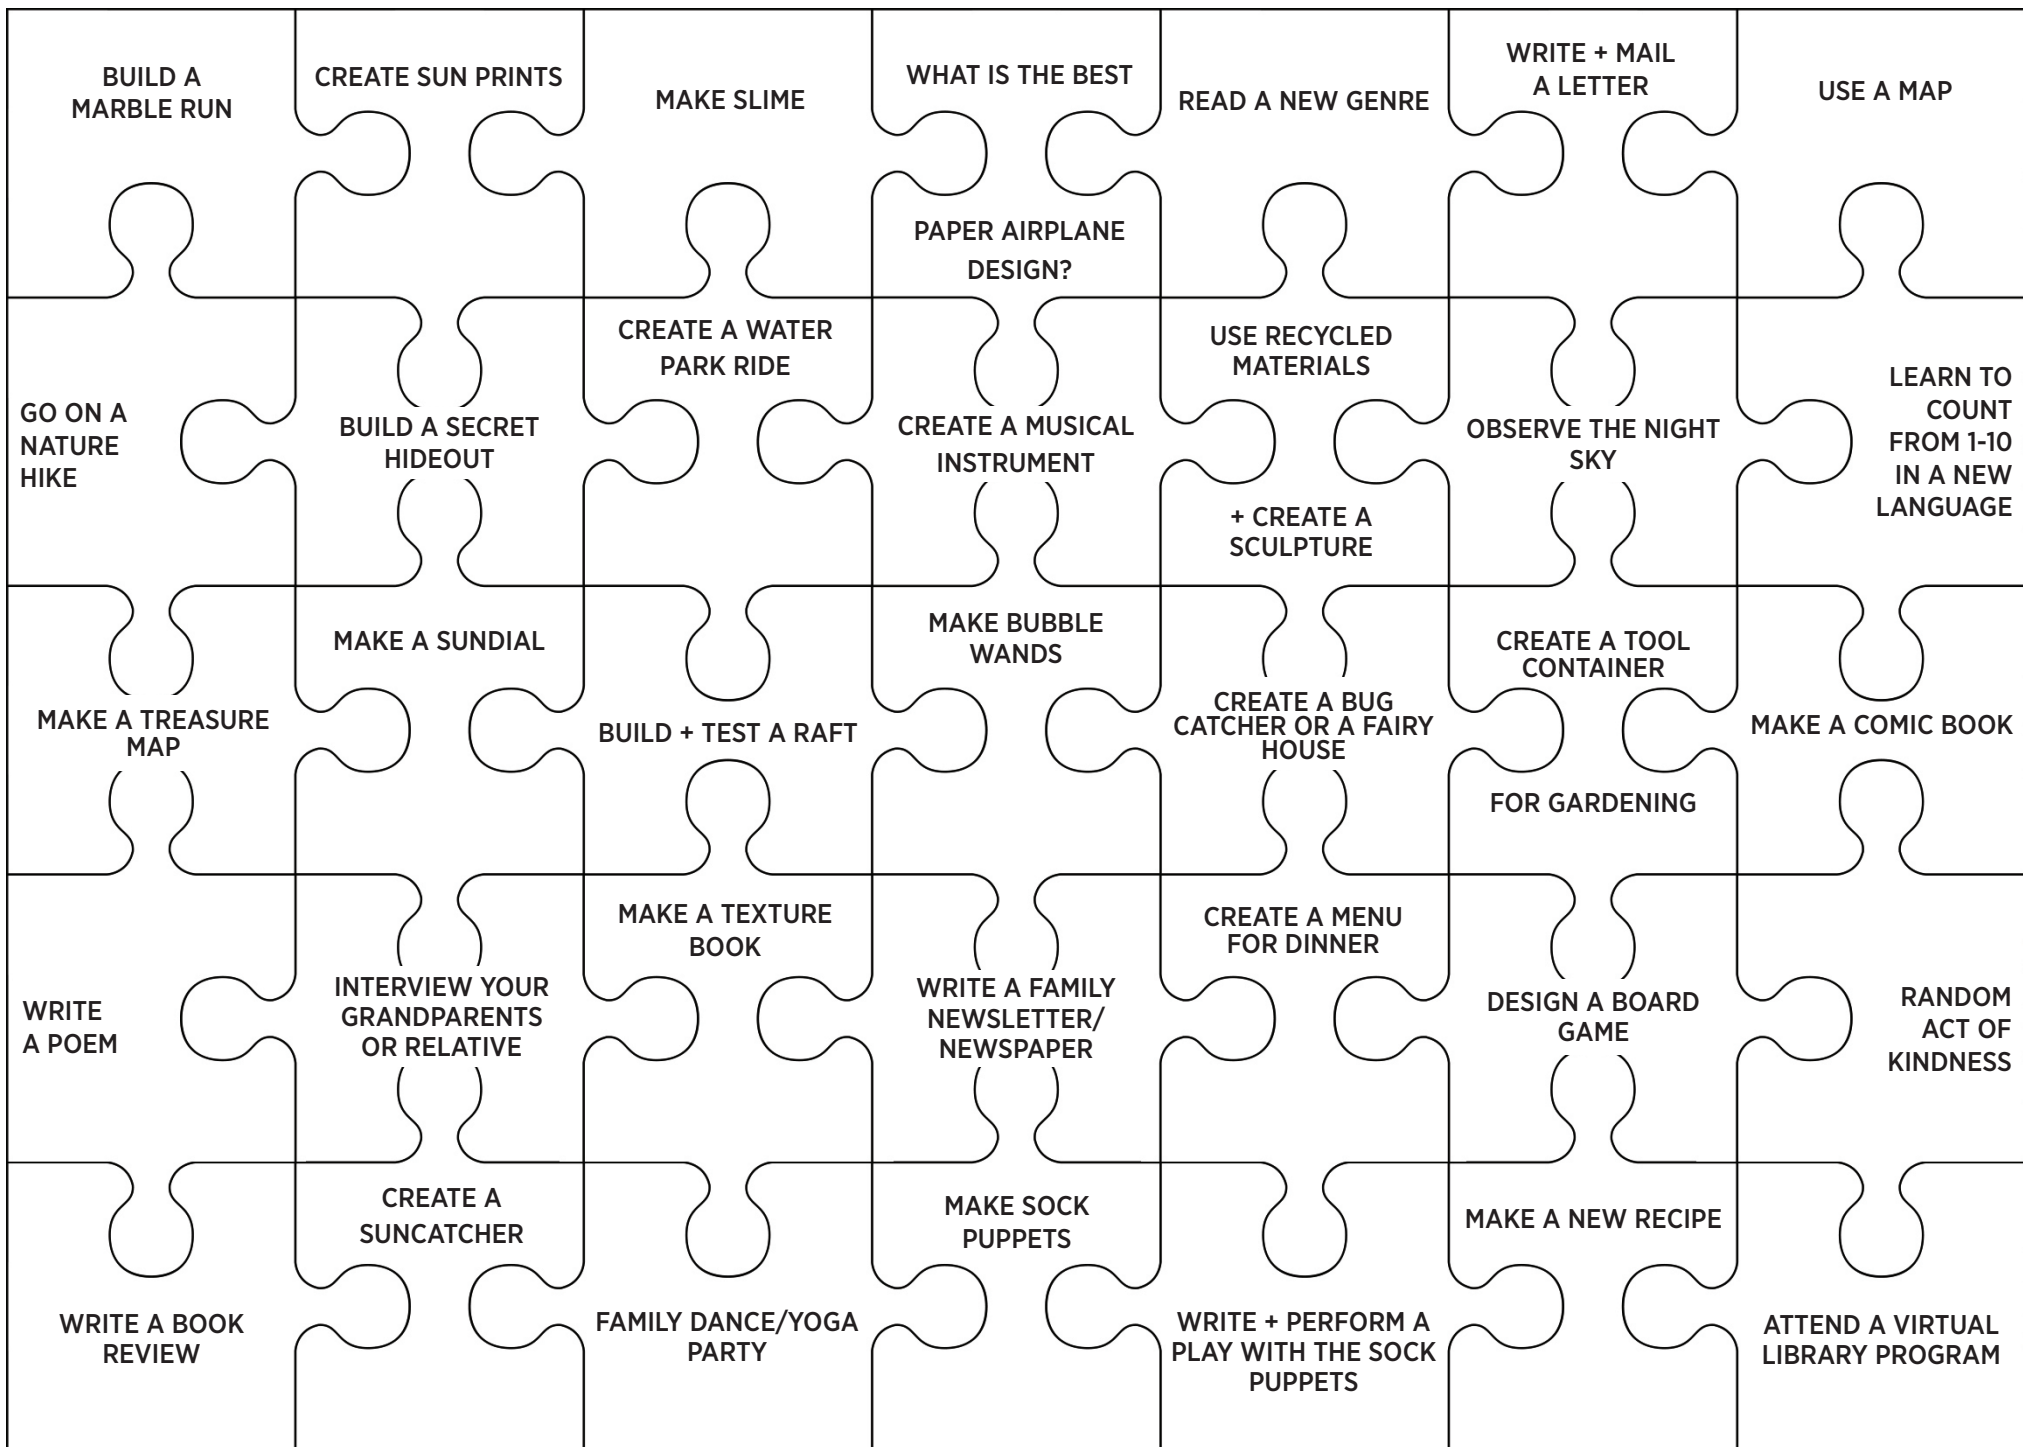 BUILD A
MARBLE RUN
CREATE SUN PRINTS
MAKE SLIME
WHAT IS THE BEST
PAPER AIRPLANE
DESIGN?
READ A NEW GENRE
WRITE + MAIL
A LETTER
USE A MAP
GO ON A
NATURE
HIKE
BUILD A SECRET
HIDEOUT
CREATE A WATER
PARK RIDE
CREATE A MUSICAL
INSTRUMENT
USE RECYCLED
MATERIALS
+ CREATE A
SCULPTURE
OBSERVE THE NIGHT
SKY
LEARN TO
COUNT
FROM 1-10
IN A NEW
LANGUAGE
MAKE A TREASURE
MAP
MAKE A SUNDIAL
BUILD + TEST A RAFT
MAKE BUBBLE
WANDS
CREATE A BUG
CATCHER OR A FAIRY
HOUSE
CREATE A TOOL
CONTAINER
FOR GARDENING
MAKE A COMIC BOOK
WRITE
A POEM
INTERVIEW YOUR
GRANDPARENTS
OR RELATIVE
MAKE A TEXTURE
BOOK
WRITE A FAMILY
NEWSLETTER/
NEWSPAPER
CREATE A MENU
FOR DINNER
DESIGN A BOARD
GAME
RANDOM
ACT OF
KINDNESS
WRITE A BOOK
REVIEW
CREATE A
SUNCATCHER
FAMILY DANCE/YOGA
PARTY
MAKE SOCK
PUPPETS
WRITE + PERFORM A
PLAY WITH THE SOCK
PUPPETS
MAKE A NEW RECIPE
ATTEND A VIRTUAL
LIBRARY PROGRAM